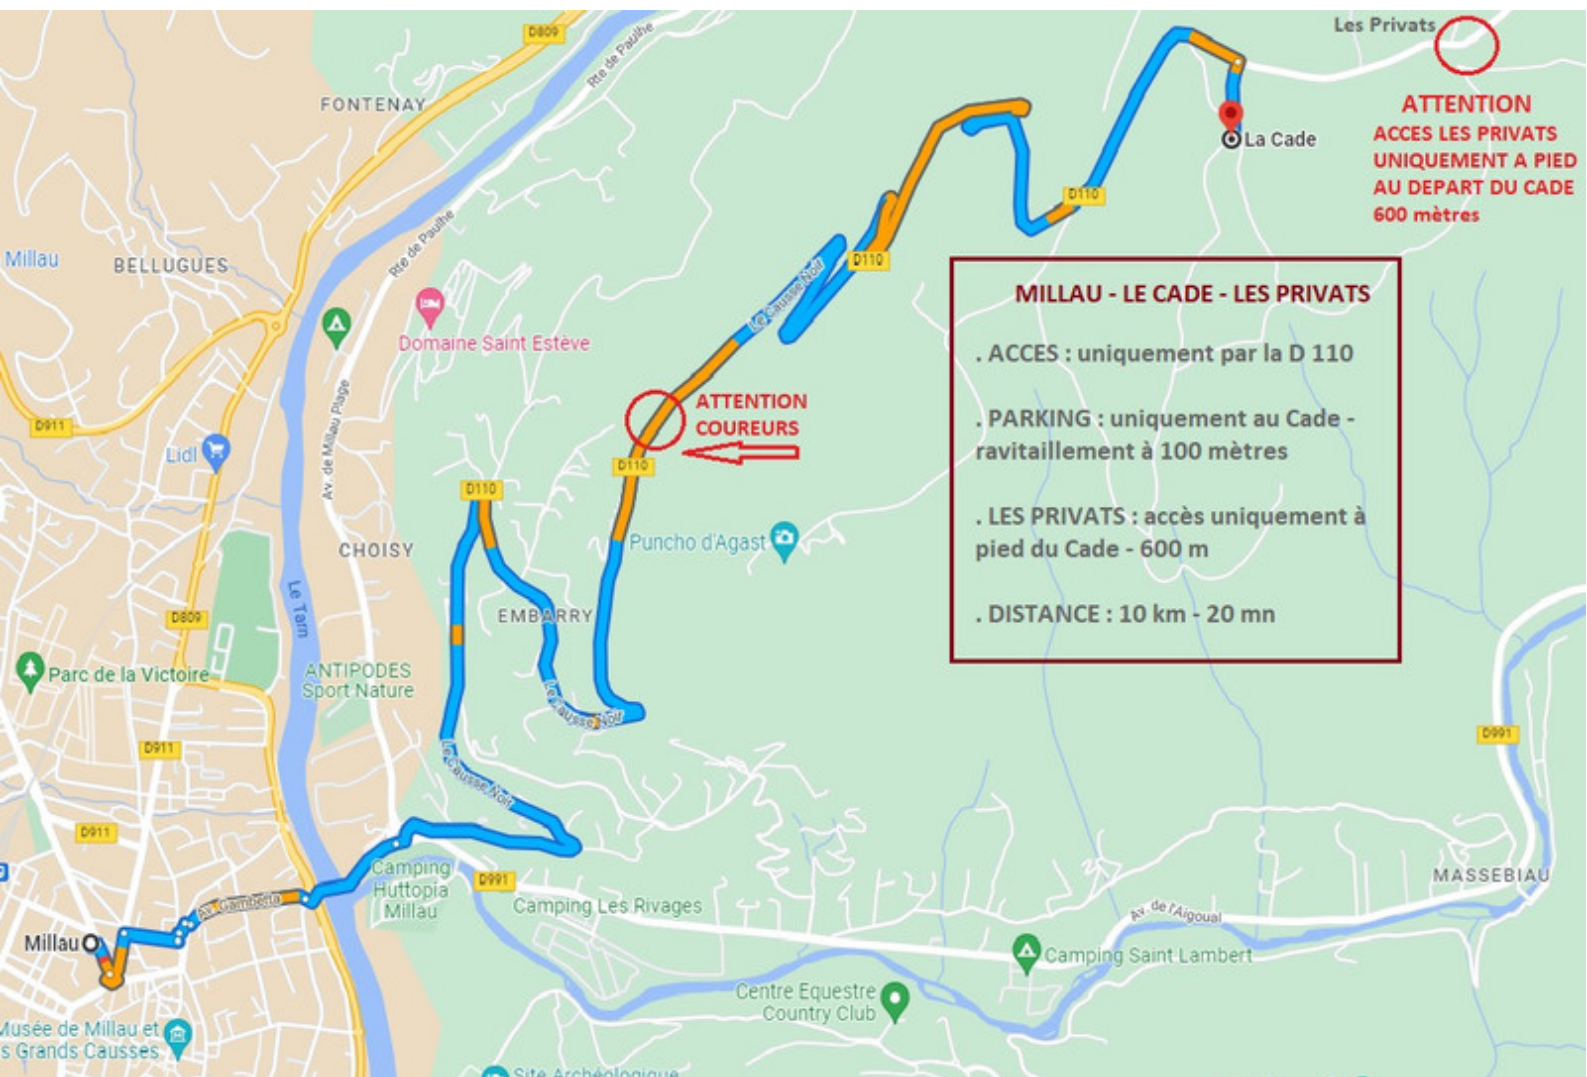 D809
Rte de Paulhe
Les Privats
FONTENAY
ATTENTION
ACCES LES PRIVATS
UNIQUEMENT A PIED
AU DEPART DU CADE
600 mètres
La Cade
D110
Rte de Paulhe
Millau
BELLUGUES
D110
Le Causse Noir
MILLAU - LE CADE - LES PRIVATS
. ACCES : uniquement par la D 110
. PARKING : uniquement au Cade -
ravitaillement à 100 mètres
. LES PRIVATS : accès uniquement à
pied du Cade - 600 m
. DISTANCE : 10 km - 20 mn
Domaine Saint Estève
Av. de Millau Plage
ATTENTION
COUREURS
D911
Lidl
D110
D110
Puncho d'Agast
CHOISY
Le Tarn
D809
EMBARRY
Parc de la Victoire
ANTIPODES
Sport Nature
Le Causse Noir
D911
D991
Le Causse Noir
D911
Camping
Huttopia
Millau
D991
MASSEBIAU
Av. Gambetta
Camping Les Rivages
Av. de l'Aigoual
Millau
Camping Saint Lambert
Centre Equestre
Country Club
Musée de Millau et
s Grands Causses
Site Archéologique